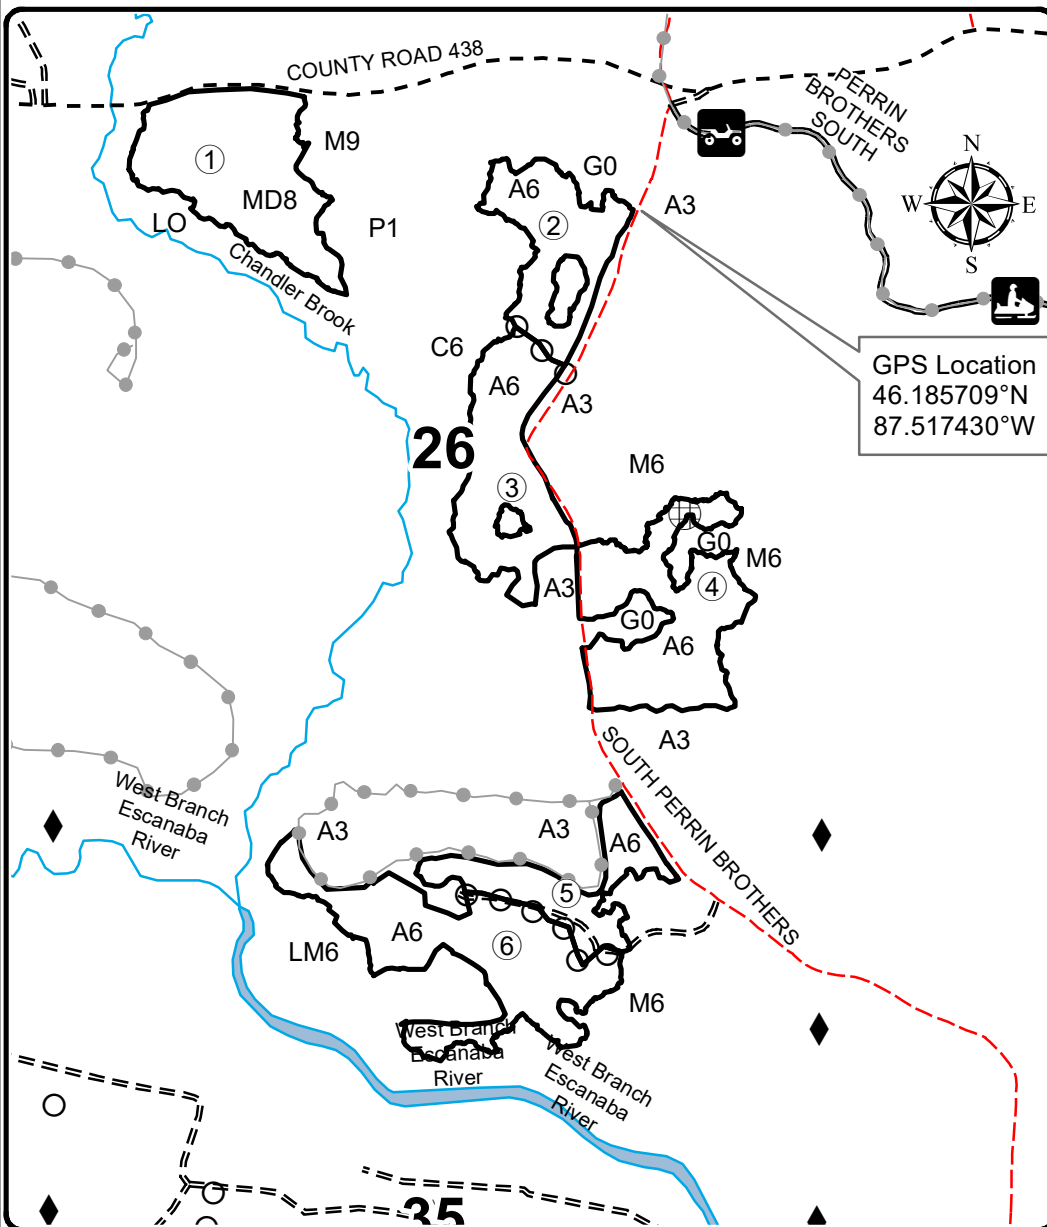 COUNTY ROAD 438
PERRIN
BROTHERS
SOUTH
M9
1
G0
N
A6
MD8
A3
W
E
LO
P1
2
S
Chandler Brook
C6
GPS Location
46.185709°N
87.517430°W
A6
A3
26
M6
3
G0
M6
A3
4
G0
A6
A3
SOUTH PERRIN BROTHERS
West Branch
Escanaba
River
A3
A3
A6
5
A6
6
LM6
M6
West Branch
Escanaba
River
West Branch
Escanaba
River
35